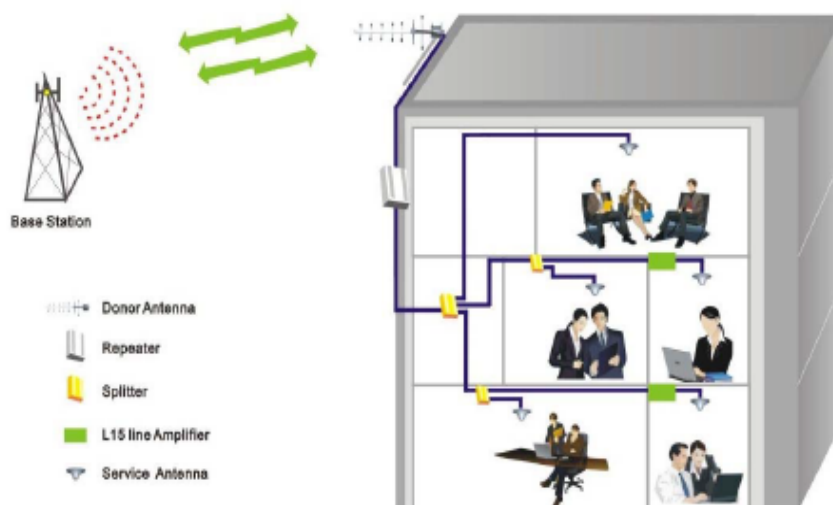 Base Station
Donor Antenna
Repeater
Splitter
L15 line Amplifier
Service Antenna